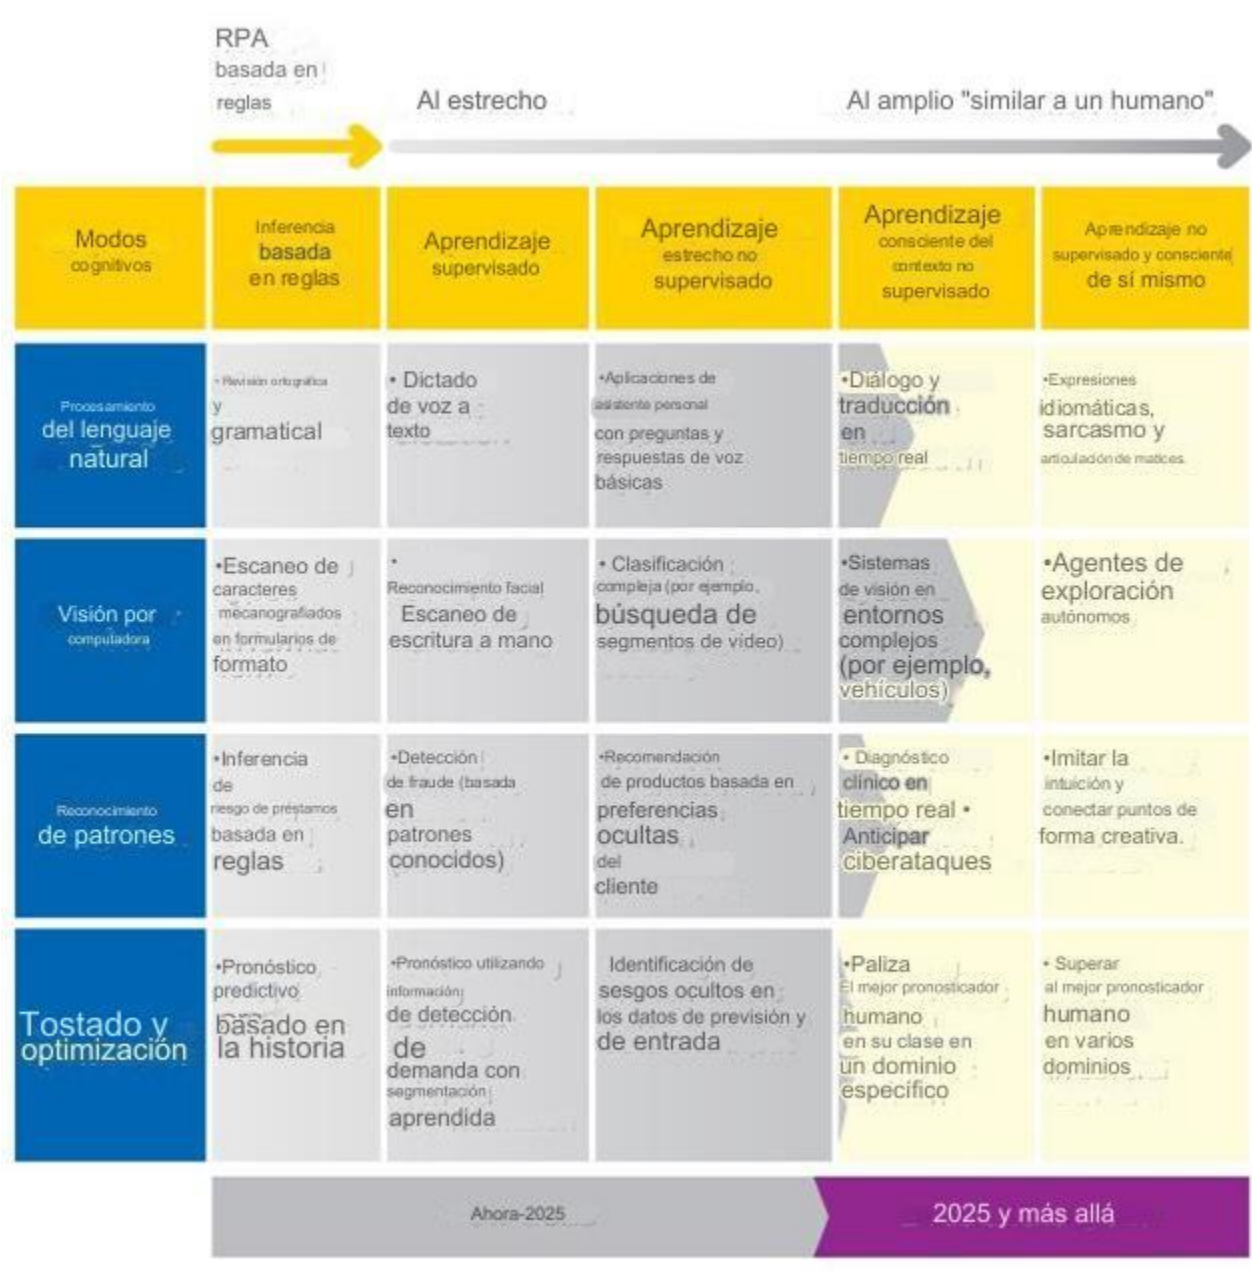 RPA
basada en
reglas
Al estrecho
Al amplio "similar a un humano"
Modos
cognitivos
Inferencia
basada
en reglas
Aprendizaje
supervisado
Aprendizaje
estrecho no
supervisado
Aprendizaje
consciente del
contexto no
supervisado
Aprendizaje no
supervisado y consciente
de sí mismo
Procesamiento
del lenguaje
natural
• Revisión ortográfica
y
gramatical
• Dictado
de voz a
texto
•Aplicaciones de
asistente personal
con preguntas y
respuestas de voz
básicas
•Diálogo y
traducción
en
tiempo real
•Expresiones
idiomáticas,
sarcasmo y
articulación de matices.
Visión por
computadora
•Escaneo de
caracteres
mecanografiados
en formularios de
formato
•
Reconocimiento facial
Escaneo de
escritura a mano
• Clasificación
compleja (por ejemplo,
búsqueda de
segmentos de vídeo)
•Sistemas
de visión en
entornos
complejos
(por ejemplo,
vehículos)
•Agentes de
exploración
autónomos
Reconocimiento
de patrones
•Inferencia
de
riesgo de préstamos
basada en
reglas
•Detección
de fraude (basada
en
patrones
conocidos)
•Recomendación
de productos basada en
preferencias
ocultas
del
cliente
• Diagnóstico
clínico en
tiempo real •
Anticipar
ciberataques
•Imitar la
intuición y
conectar puntos de
forma creativa.
Tostado y
optimización
•Pronóstico
predictivo
basado en
la historia
•Pronóstico utilizando
información
de detección
de
demanda con
segmentación
aprendida
Identificación de
sesgos ocultos en
los datos de previsión y
de entrada
•Paliza
El mejor pronosticador
humano
en su clase en
un dominio
específico
• Superar
al mejor pronosticador
humano
en varios
dominios
Ahora-2025
2025 y más allá